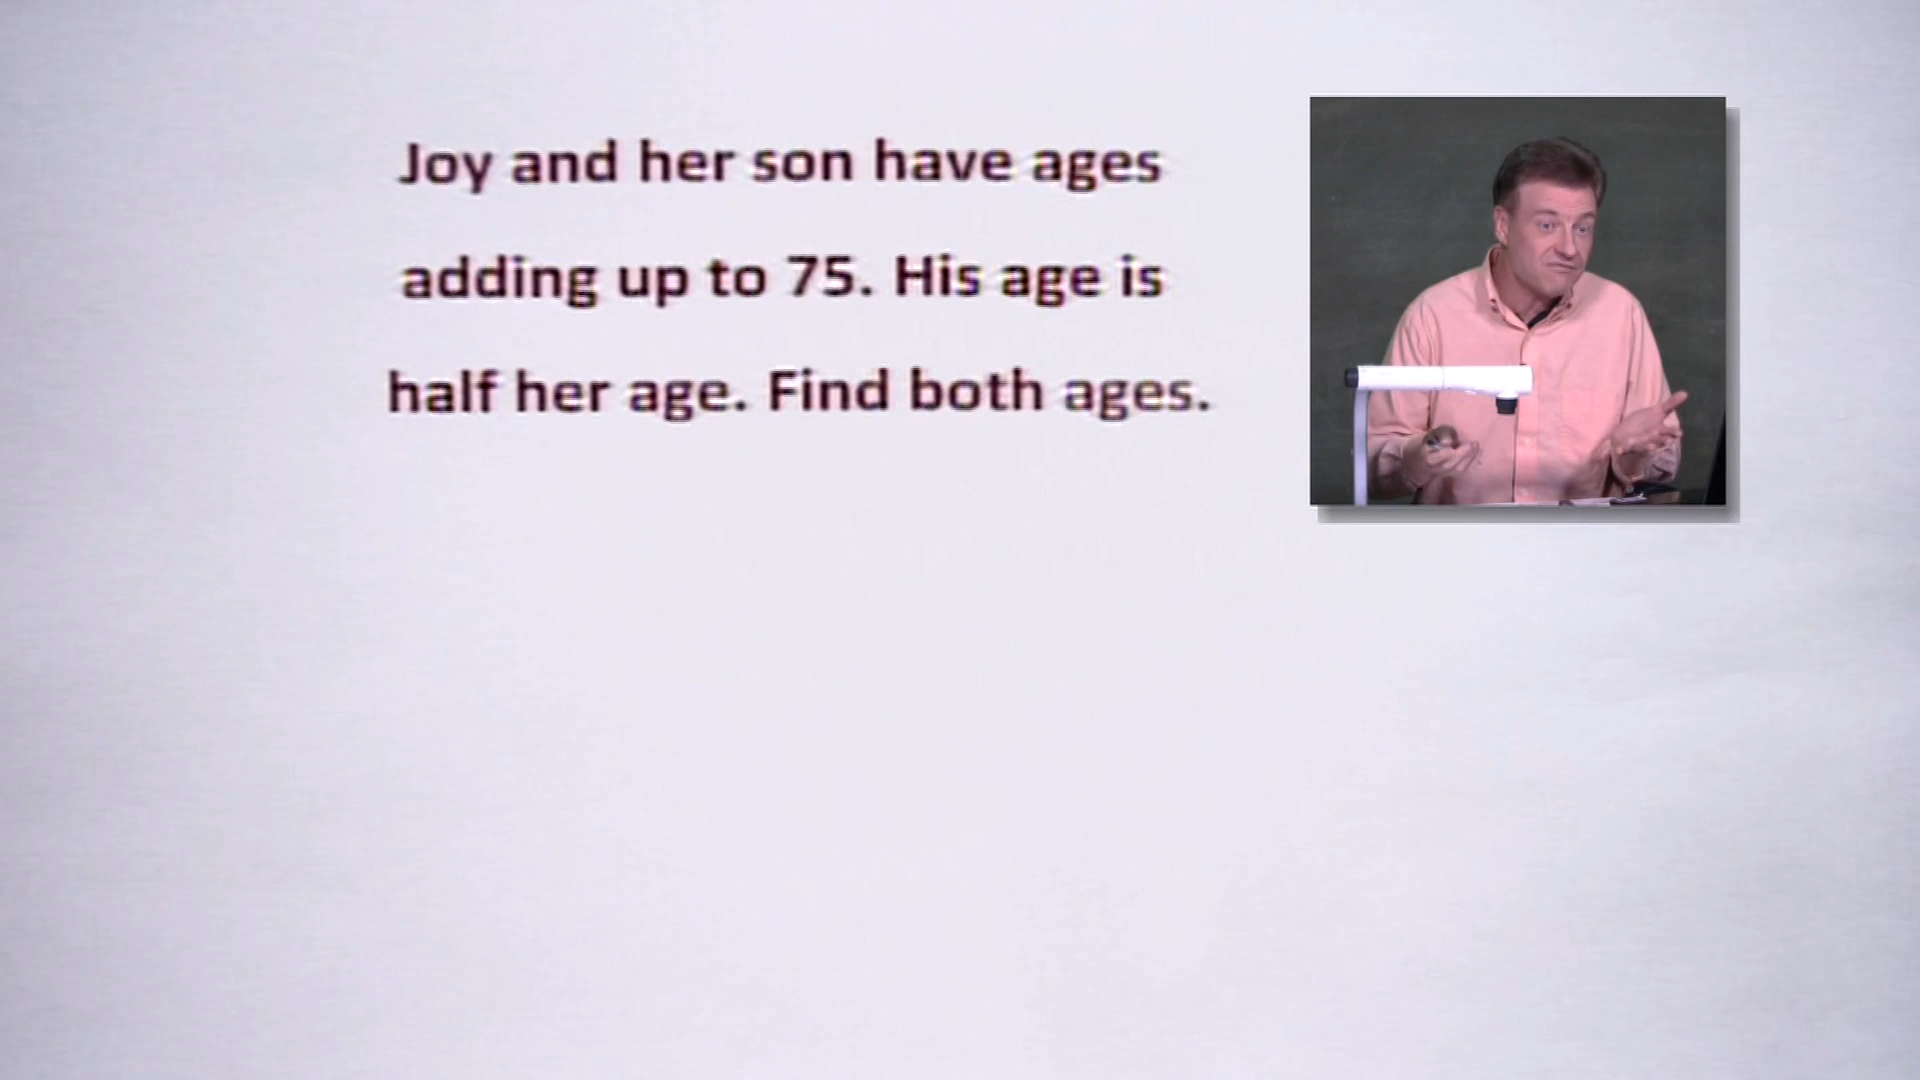 Joy and her son have ages
adding up to 75. His age is
half her age. Find both ages.